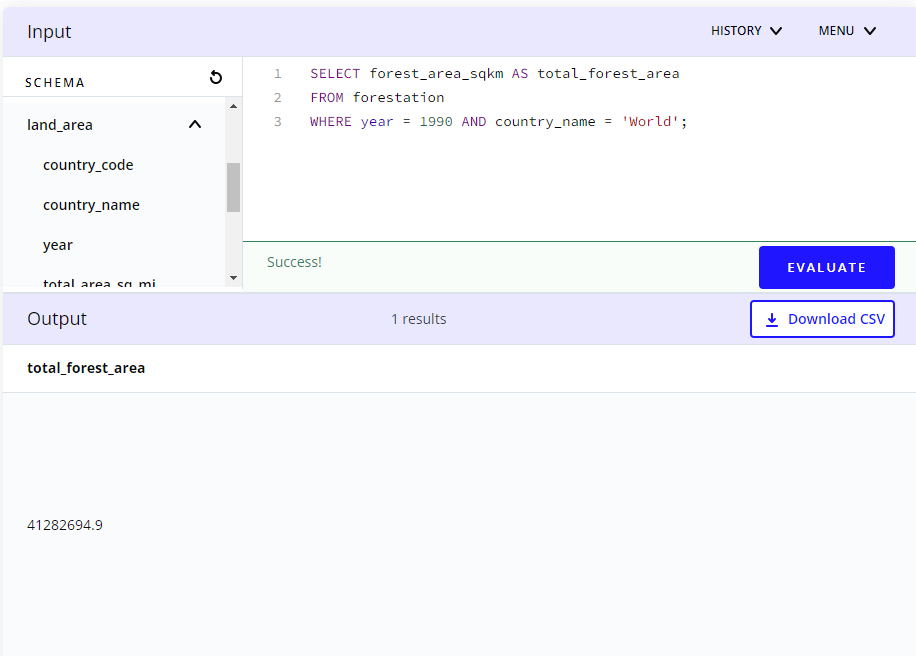 Input
HISTORY
MENU
SCHEMA
land_area
country_code
country_name
year
total_area_sq_mi
1 SELECT forest_area_sqkm AS total_forest_area
2 FROM forestation
3 WHERE year = 1990 AND country_name = 'World';
Success!
EVALUATE
Output
1 results
Download CSV
total_forest_area
41282694.9